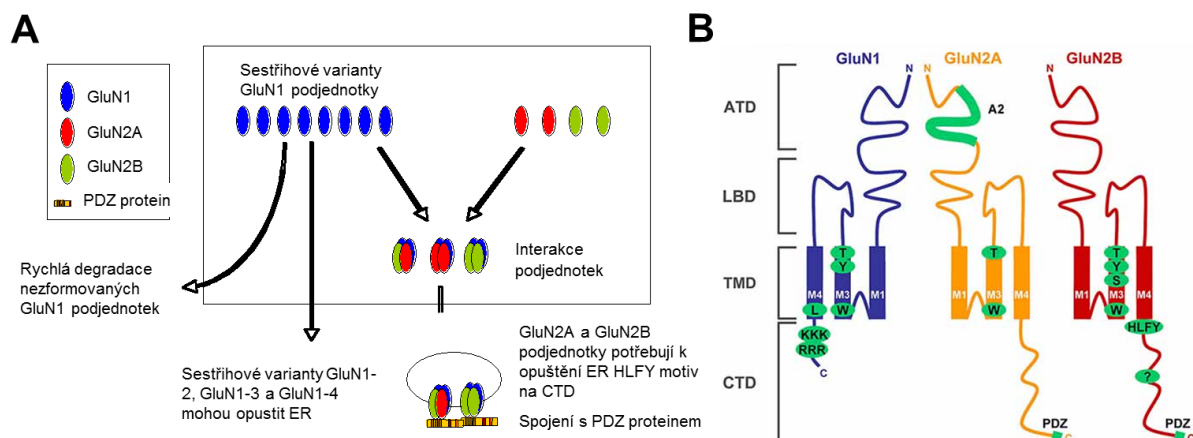 A
GluN1
GluN2A
GluN2B
PDZ protein
Sestřihové varianty
GluN1 podjednotky
Interakce
podjednotek
Rychlá degradace
nezformovaných
GluN1 podjednotek
Sestřihové varianty GluN1-
2, GluN1-3 a GluN1-4
mohou opustit ER
GluN2A a GluN2B
podjednotky potřebují k
opuštění ER HLFY motiv
na CTD
Spojení s PDZ proteinem
B
GluN1
N
N
GluN2A
N
GluN2B
ATD
A2
LBD
TMD
T
Y
M4
M3
M1
L
W
T
M1
M3
M4
W
T
Y
S
M1
M3
M4
W
HLFY
KKK
RRR
C
CTD
?
PDZ
C
PDZ
C